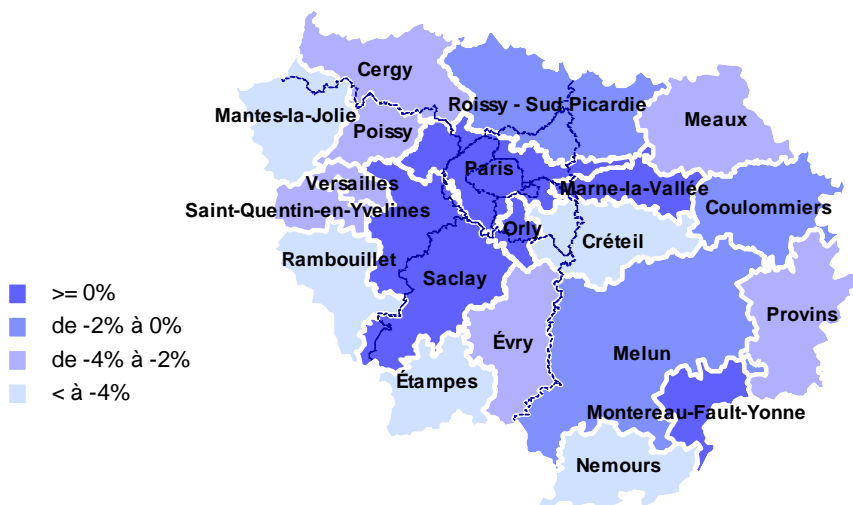 Cergy
Roissy - Sud Picardie
Mantes-la-Jolie
Meaux
Poissy
Paris
Versailles
Marne-la-Vallée
Saint-Quentin-en-Yvelines
Coulommiers
Orly
Créteil
Rambouillet
Saclay
>= 0%
Provins
de -2% à 0%
Évry
Melun
de -4% à -2%
Étampes
< à -4%
Montereau-Fault-Yonne
Nemours